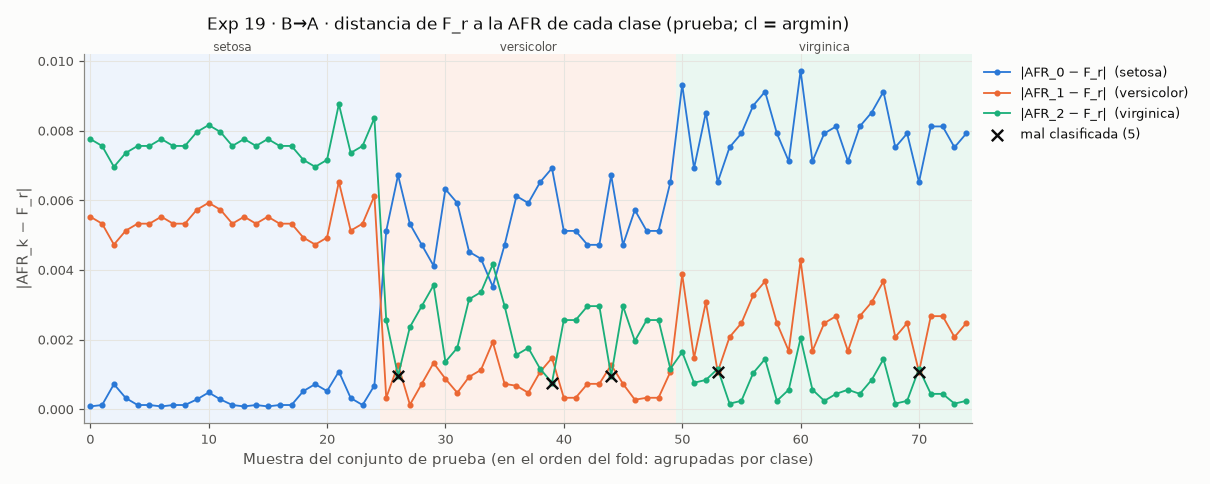 Exp 19 · B→A · distancia de F_r a la AFR de cada clase (prueba; cl = argmin)
setosa
versicolor
virginica
|AFR_0 − F_r| (setosa)
|AFR_1 − F_r| (versicolor)
|AFR_2 − F_r| (virginica)
mal clasificada (5)
|AFR_k − F_r|
0.010
0.008
0.006
0.004
0.002
0.000
0
10
20
30
40
50
60
70
Muestra del conjunto de prueba (en el orden del fold: agrupadas por clase)